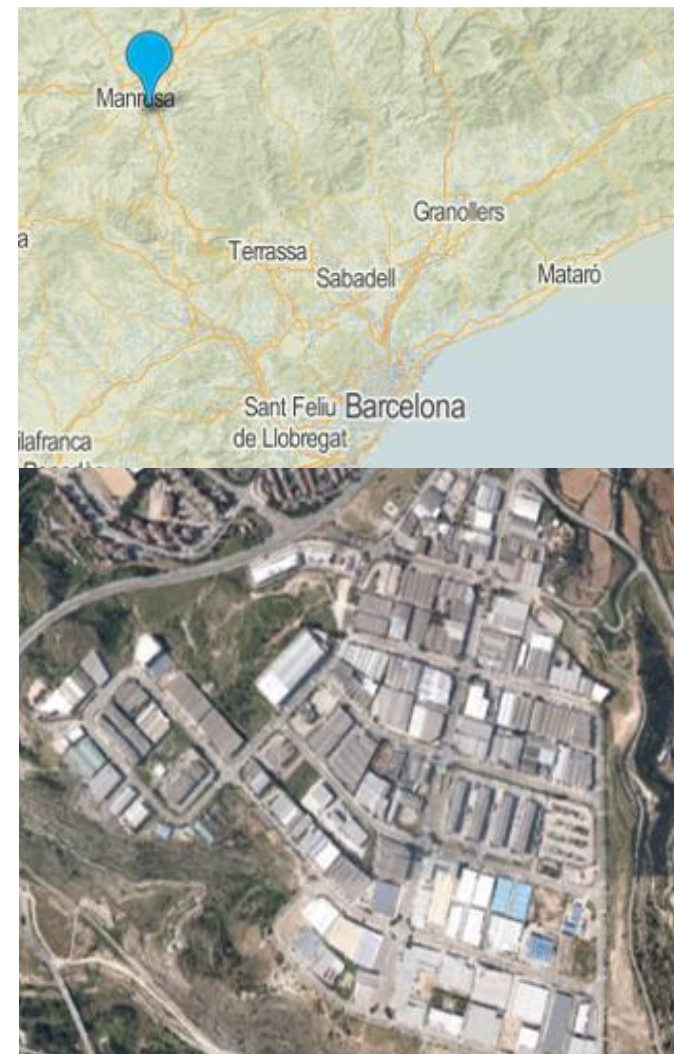 Manresa
Granollers
a
Terrassa
Sabadell
Mataró
Sant Feliu Barcelona
de Llobregat
ilafranca